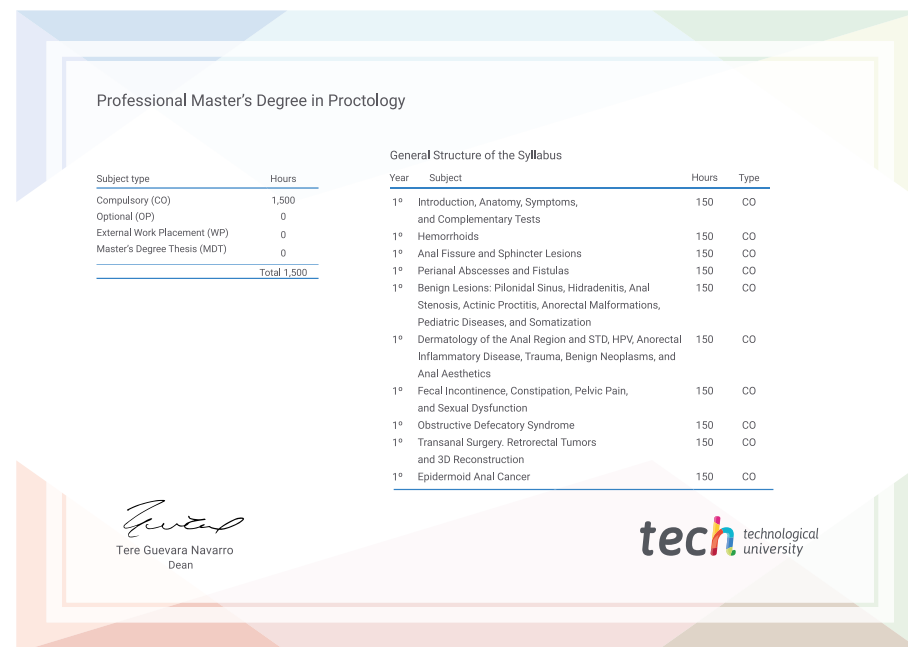 Professional Master's Degree in Proctology
Subject type Hours
Compulsory (CO) 1,500
Optional (OP) 0
External Work Placement (WP) 0
Master's Degree Thesis (MDT) 0
Total 1,500
General Structure of the Syllabus
Year Subject Hours Type
1º Introduction, Anatomy, Symptoms, 150 CO
and Complementary Tests
1º Hemorrhoids 150 CO
1º Anal Fissure and Sphincter Lesions 150 CO
1º Perianal Abscesses and Fistulas 150 CO
1º Benign Lesions: Pilonidal Sinus, Hidradenitis, Anal 150 CO
Stenosis, Actinic Proctitis, Anorectal Malformations,
Pediatric Diseases, and Somatization
1º Dermatology of the Anal Region and STD, HPV, Anorectal 150 CO
Inflammatory Disease, Trauma, Benign Neoplasms, and
Anal Aesthetics
1º Fecal Incontinence, Constipation, Pelvic Pain, 150 CO
and Sexual Dysfunction
1º Obstructive Defecatory Syndrome 150 CO
1º Transanal Surgery. Retrorectal Tumors 150 CO
and 3D Reconstruction
1º Epidermoid Anal Cancer 150 CO
Tere Guevara Navarro
Dean
tech technological
university